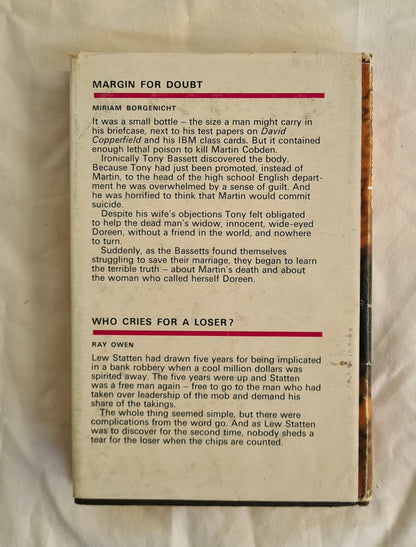 MARGIN FOR DOUBT
MIRIAM BORGENICHT
It was a small bottle – the size a man might carry in
his briefcase, next to his test papers on David
Copperfield and his IBM class cards. But it contained
enough lethal poison to kill Martin Cobden.
Ironically Tony Bassett discovered the body.
Because Tony had just been promoted, instead of
Martin, to the head of the high school English depart-
ment he was overwhelmed by a sense of guilt. And
he was horrified to think that Martin would commit
suicide.
Despite his wife's objections Tony felt obligated
to help the dead man's widow, innocent, wide-eyed
Doreen, without a friend in the world, and nowhere
to turn.
Suddenly, as the Bassetts found themselves
struggling to save their marriage, they began to learn
the terrible truth – about Martin's death and about
the woman who called herself Doreen.
WHO CRIES FOR A LOSER?
RAY OWEN
Lew Statten had drawn five years for being implicated
in a bank robbery when a cool million dollars was
spirited away. The five years were up and Statten
was a free man again – free to go to the man who had
taken over leadership of the mob and demand his
share of the takings.
The whole thing seemed simple, but there were
complications from the word go. And as Lew Statten
was to discover for the second time, nobody sheds a
tear for the loser when the chips are counted.